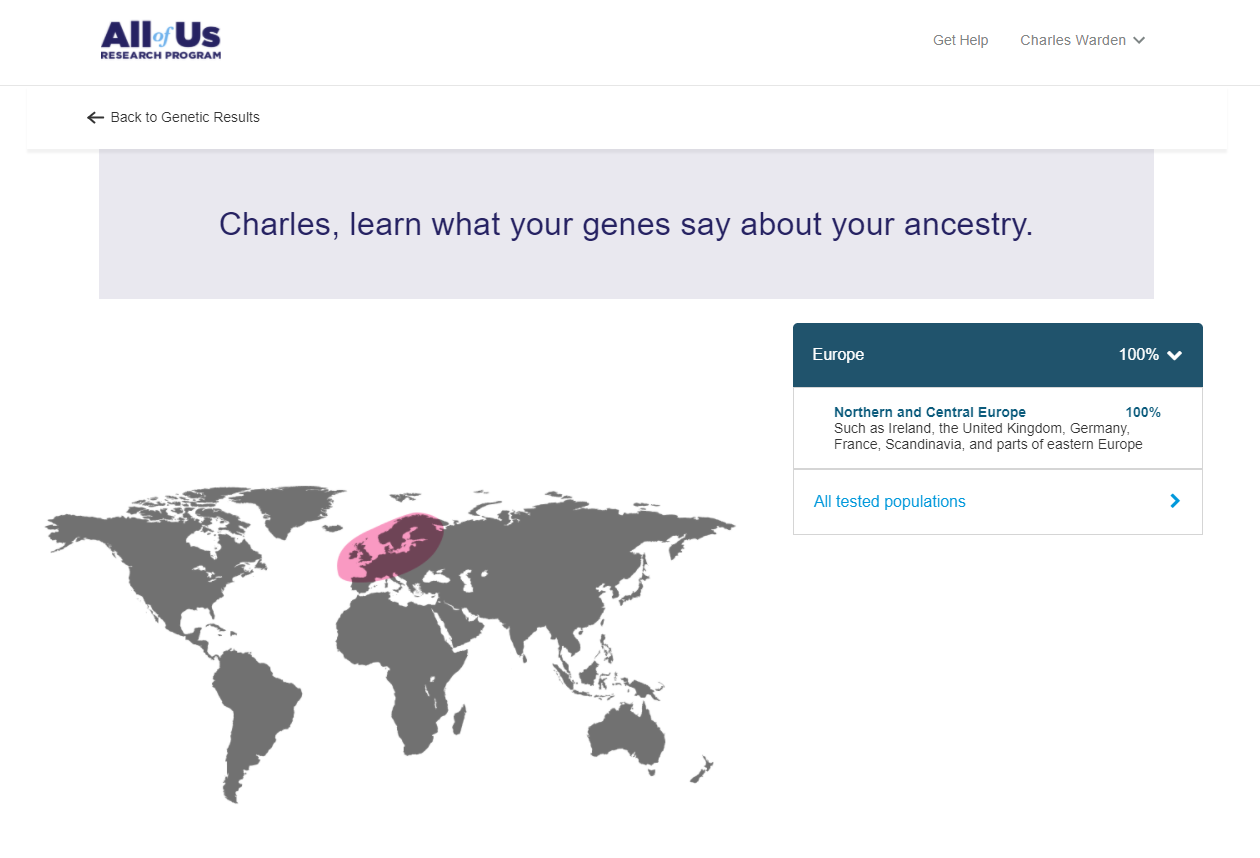 All of Us
RESEARCH PROGRAM
Get Help
Charles Warden
Back to Genetic Results
Charles, learn what your genes say about your ancestry.
Europe 100%
Northern and Central Europe 100%
Such as Ireland, the United Kingdom, Germany,
France, Scandinavia, and parts of eastern Europe
All tested populations